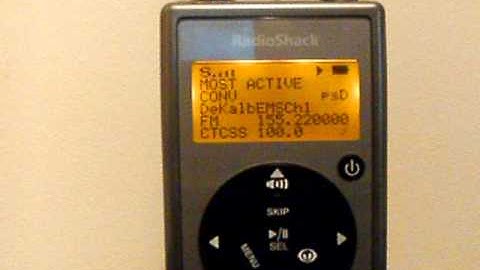 RadioShack
S
MOST ACTIVE
CONV
DeKalbEMSCh1
FM 155.220000
CTCSS 100.0
SKIP
SEL
MENU